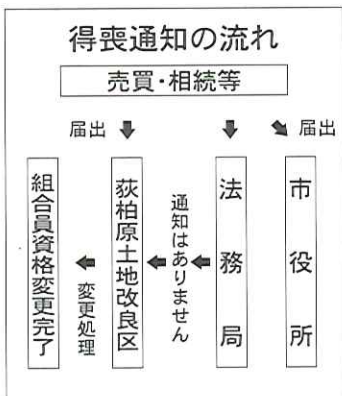 得喪通知の流れ
売買・相続等
届出
届出
市役所
法務局
通知はありません
荻柏原土地改良区
変更処理
組合員資格変更完了